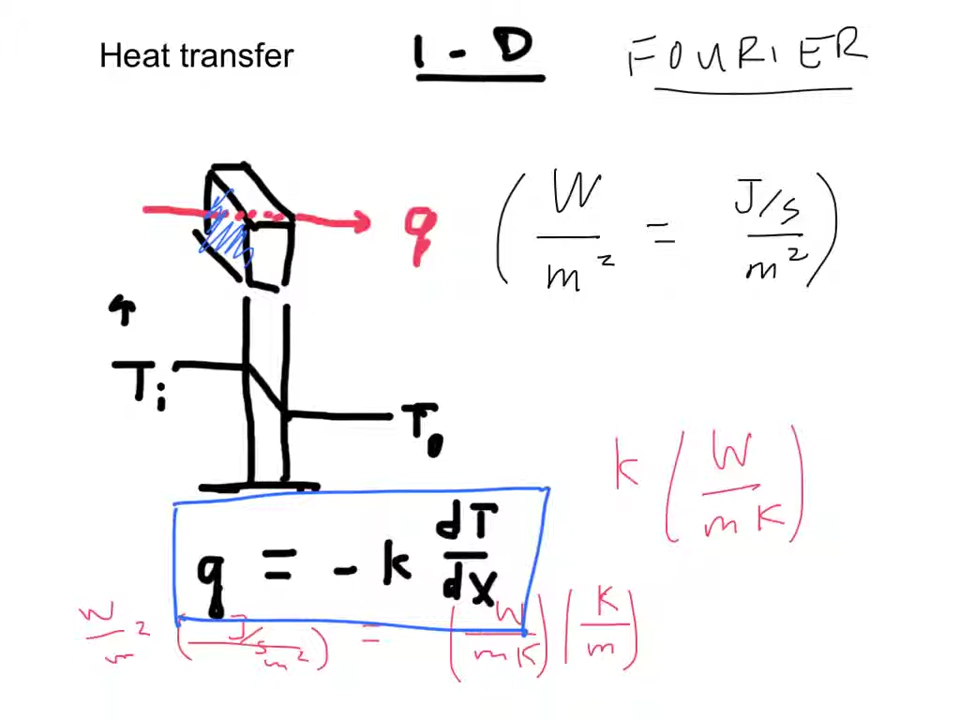 Heat transfer 1-D FOURIER
q (W/m² = J/s/m²)
Ti
To
k (W/mK)
q = -k dT/dx
W/m² (J/s/m²) = (W/mK) (K/m)